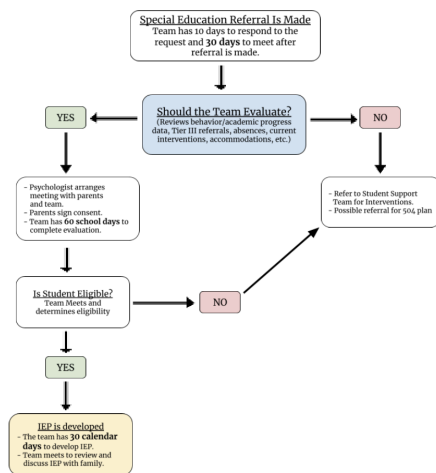 Special Education Referral Is Made
Team has 10 days to respond to the
request and 30 days to meet after
referral is made.
YES
Should the Team Evaluate?
(Reviews behavior/academic progress
data, Tier III referrals, absences, current
interventions, accommodations, etc.)
NO
- Psychologist arranges
meeting with parents
and team.
- Parents sign consent.
- Team has 60 school days to
complete evaluation.
- Refer to Student Support
Team for Interventions.
- Possible referral for 504 plan
Is Student Eligible?
Team Meets and
determines eligibility
NO
YES
IEP is developed
- The team has 30 calendar
days to develop IEP.
- Team meets to review and
discuss IEP with family.